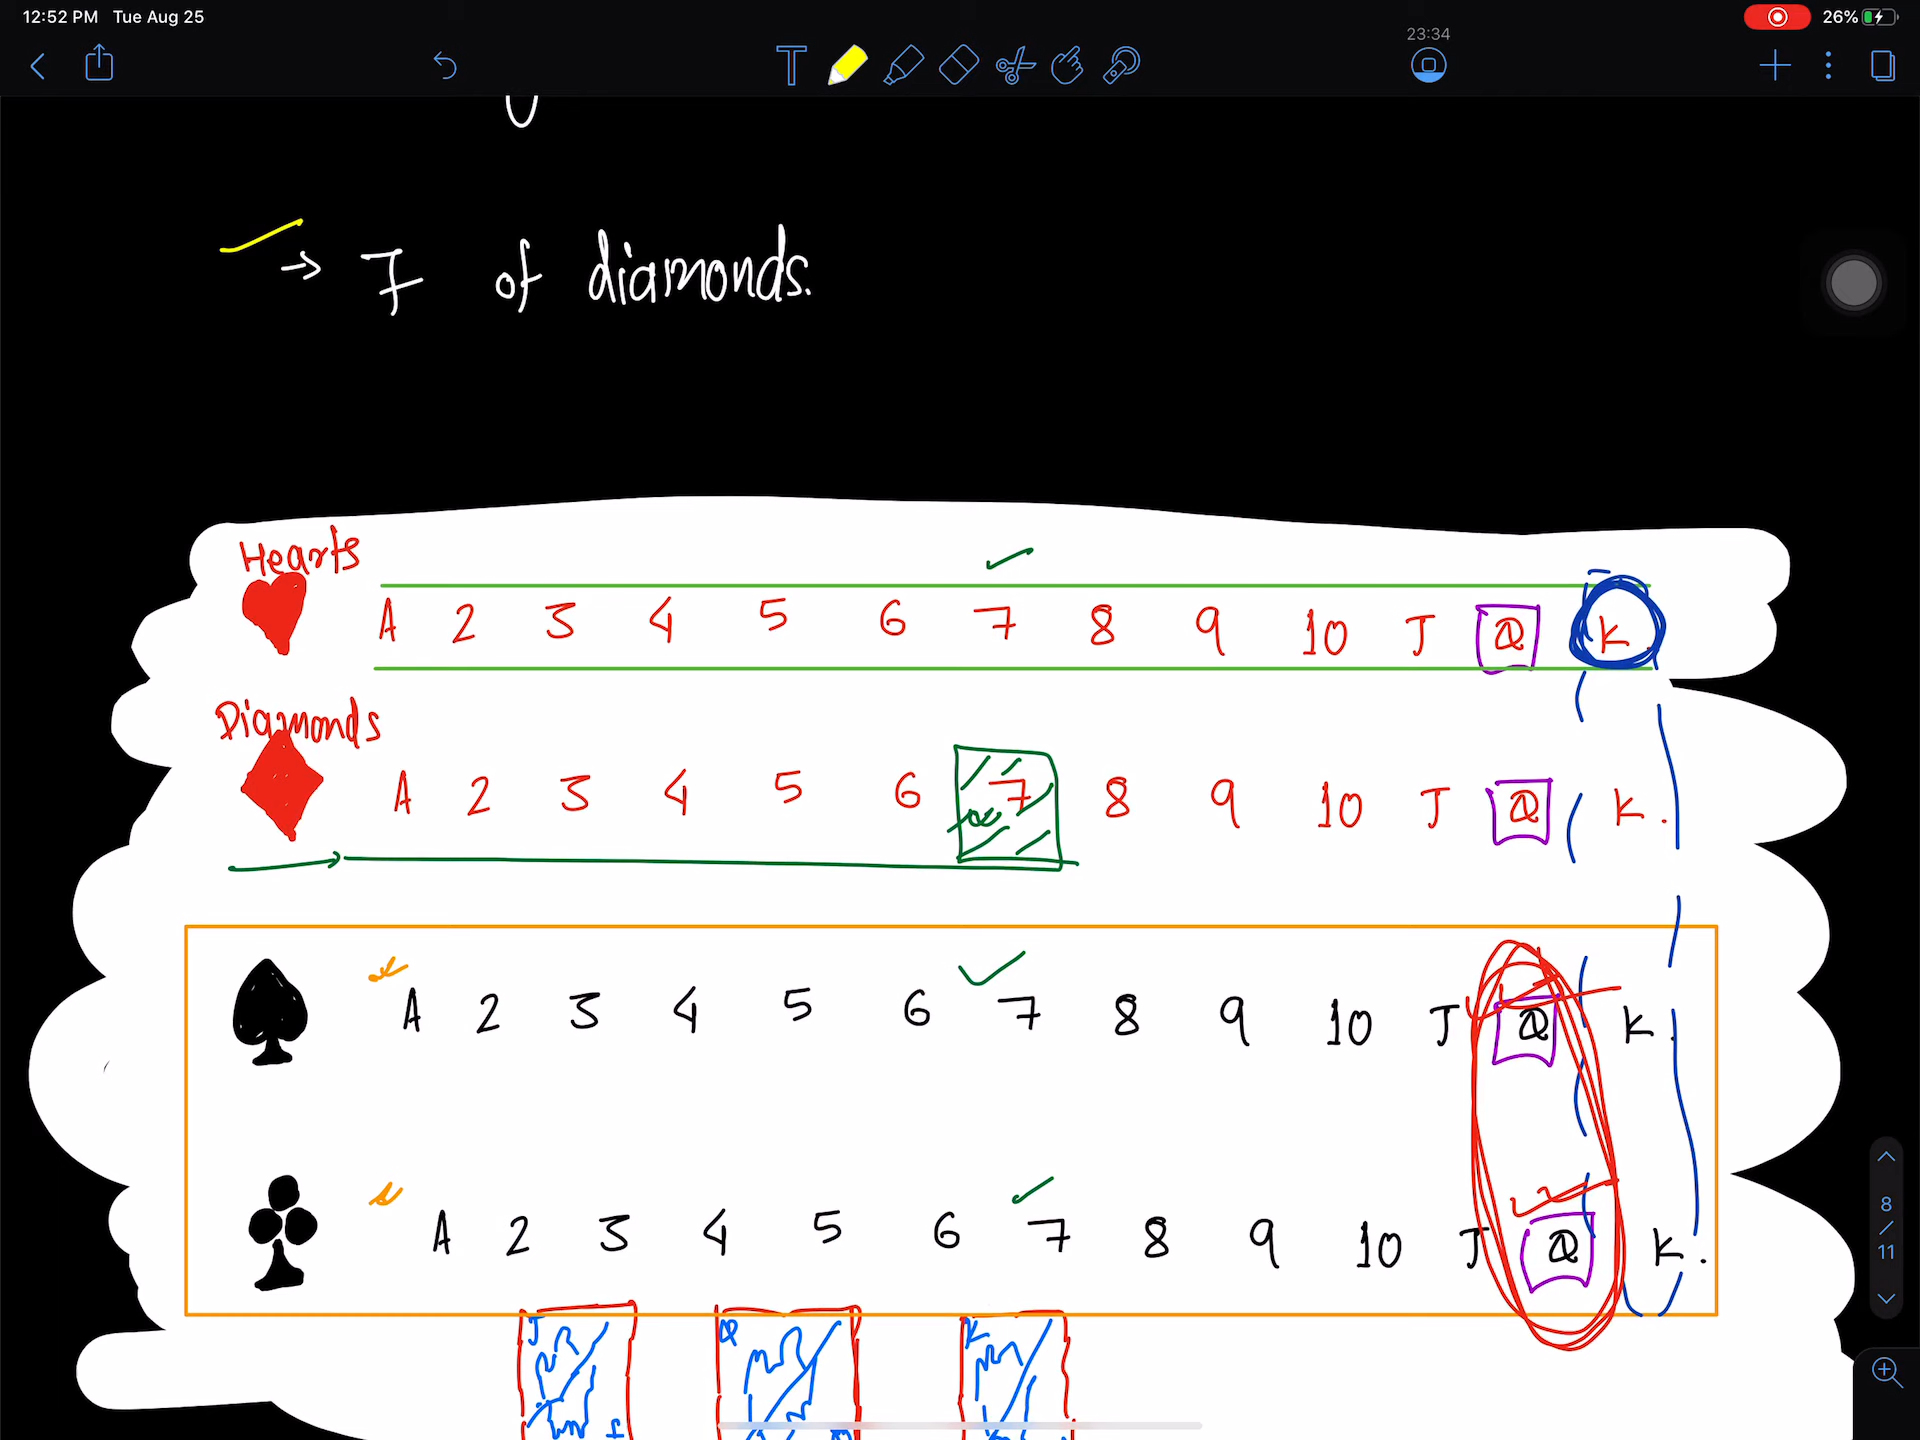 12:52 PM Tue Aug 25
26%
23:34
T
→ 7 of diamonds.
Hearts
A 2 3 4 5 6 7 8 9 10 J Q K.
Diamonds
A 2 3 4 5 6 7 8 9 10 J Q K.
A 2 3 4 5 6 7 8 9 10 J Q K.
A 2 3 4 5 6 7 8 9 10 J Q K.
J Q K
8
/
11